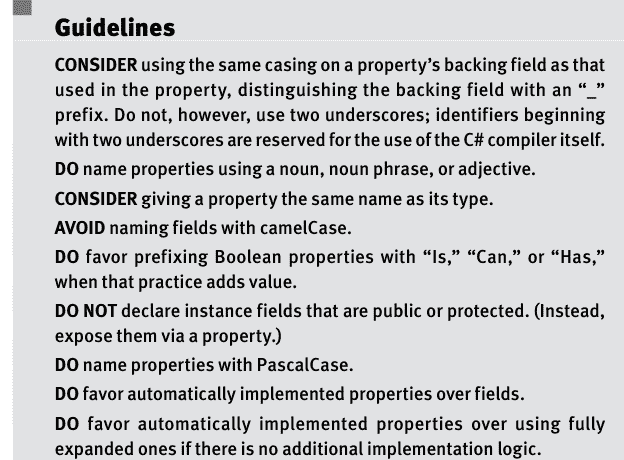 Guidelines
CONSIDER using the same casing on a property’s backing field as that
used in the property, distinguishing the backing field with an “_”
prefix. Do not, however, use two underscores; identifiers beginning
with two underscores are reserved for the use of the C# compiler itself.
DO name properties using a noun, noun phrase, or adjective.
CONSIDER giving a property the same name as its type.
AVOID naming fields with camelCase.
DO favor prefixing Boolean properties with “Is,” “Can,” or “Has,”
when that practice adds value.
DO NOT declare instance fields that are public or protected. (Instead,
expose them via a property.)
DO name properties with PascalCase.
DO favor automatically implemented properties over fields.
DO favor automatically implemented properties over using fully
expanded ones if there is no additional implementation logic.